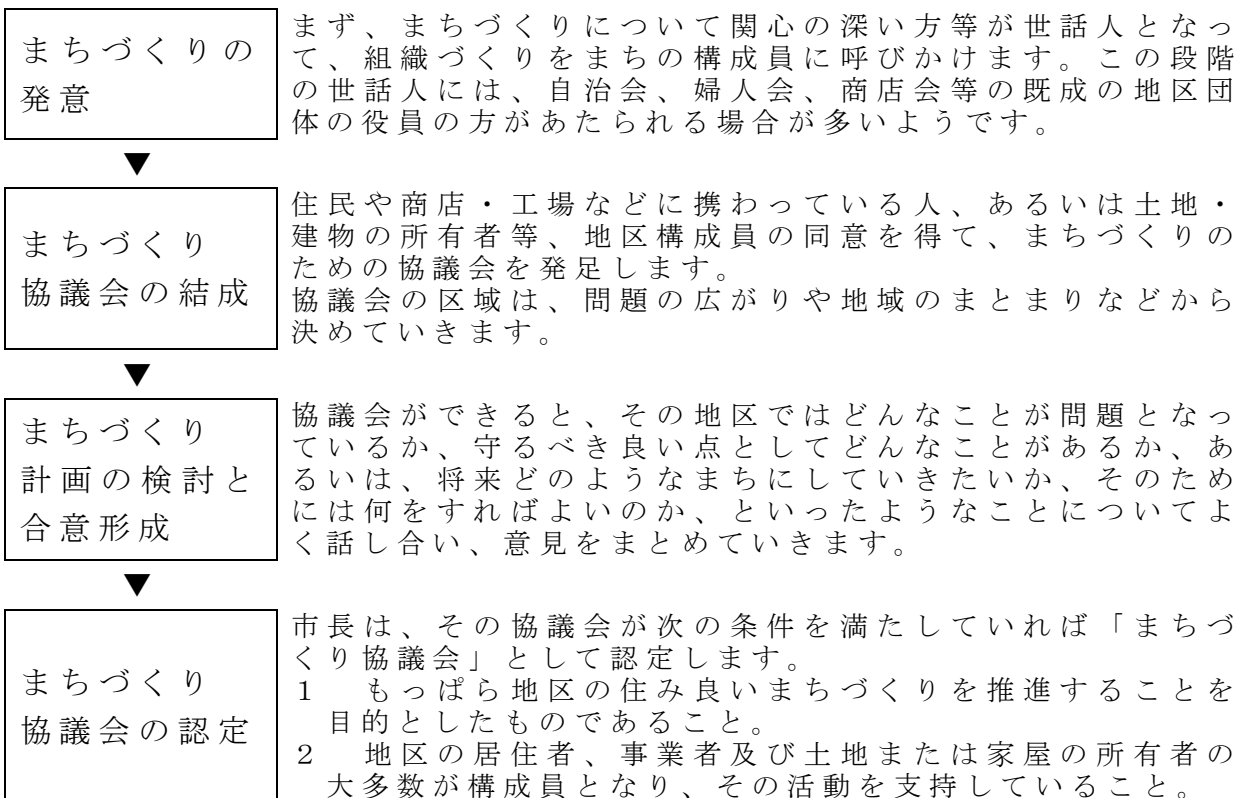 まちづくりの
発意
まず、まちづくりについて関心の深い方等が世話人となっ
て、組織づくりをまちの構成員に呼びかけます。この段階
の世話人には、自治会、婦人会、商店会等の既成の地区団
体の役員の方があたられる場合が多いようです。
▼
まちづくり
協議会の結成
住民や商店・工場などに携わっている人、あるいは土地・
建物の所有者等、地区構成員の同意を得て、まちづくりの
ための協議会を発足します。
協議会の区域は、問題の広がりや地域のまとまりなどから
決めていきます。
▼
まちづくり
計画の検討と
合意形成
協議会ができると、その地区ではどんなことが問題となっ
ているか、守るべき良い点としてどんなことがあるか、あ
るいは、将来どのようなまちにしていきたいか、そのため
には何をすればよいのか、といったようなことについてよ
く話し合い、意見をまとめていきます。
▼
まちづくり
協議会の認定
市長は、その協議会が次の条件を満たしていれば「まちづ
くり協議会」として認定します。
1 もっぱら地区の住み良いまちづくりを推進することを
目的としたものであること。
2 地区の居住者、事業者及び土地または家屋の所有者の
大多数が構成員となり、その活動を支持していること。